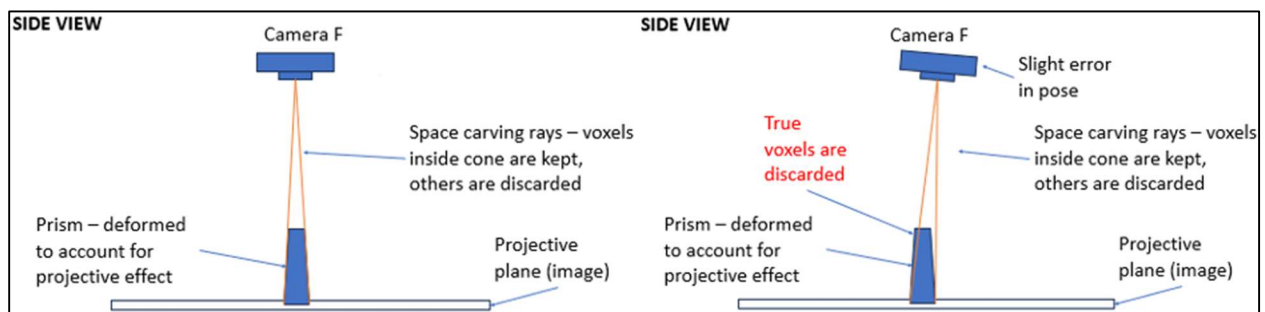 SIDE VIEW
Camera F
Space carving rays – voxels
inside cone are kept,
others are discarded
Prism – deformed
to account for
projective effect
Projective
plane (image)
SIDE VIEW
Camera F
Slight error
in pose
True
voxels are
discarded
Space carving rays – voxels
inside cone are kept,
others are discarded
Prism – deformed
to account for
projective effect
Projective
plane (image)